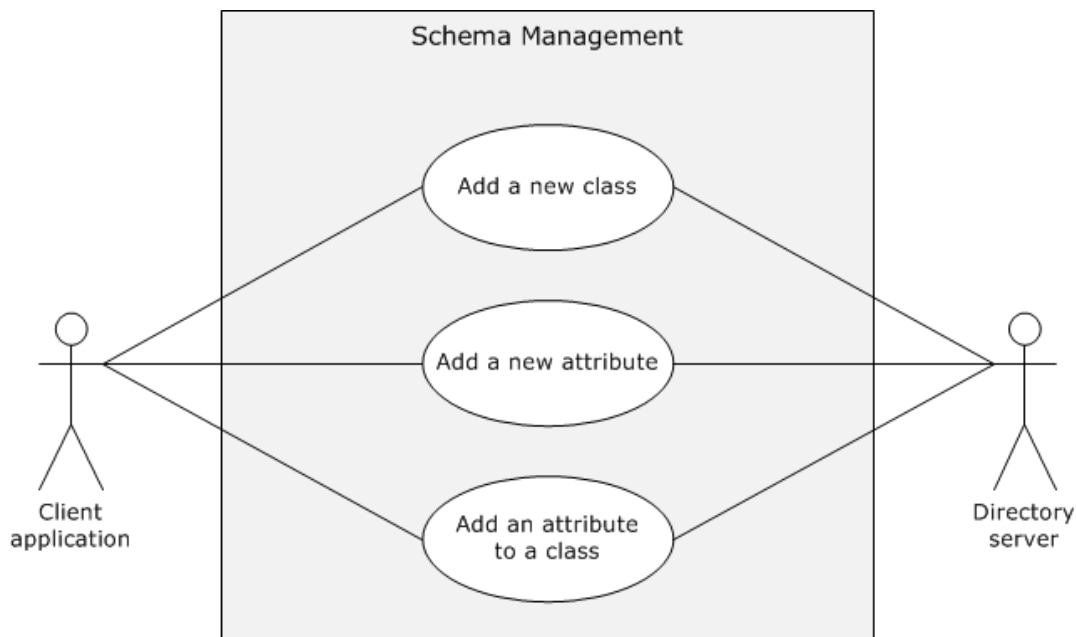 Schema Management
Add a new class
Add a new attribute
Add an attribute
to a class
Client
application
Directory
server